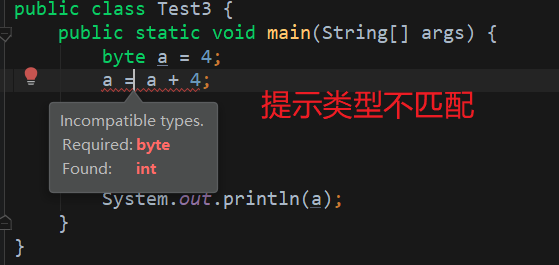 public class Test3 {
public static void main(String[] args) {
byte a = 4;
a = a + 4;
提示类型不匹配
Incompatible types.
Required: byte
Found: int
System.out.println(a);
}
}